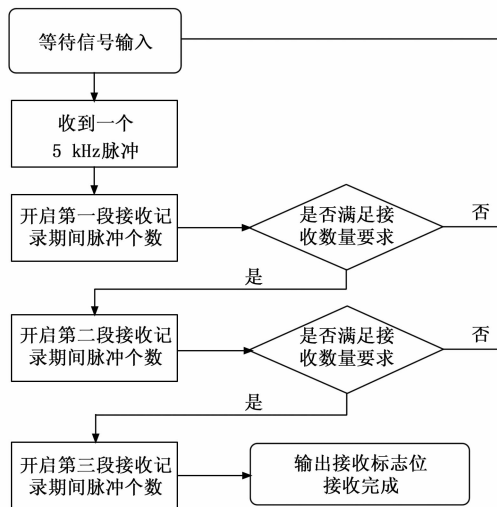 等待信号输入
收到一个
5 kHz脉冲
开启第一段接收记
录期间脉冲个数
是否满足接
收数量要求
否
是
开启第二段接收记
录期间脉冲个数
是否满足接
收数量要求
否
是
开启第三段接收记
录期间脉冲个数
输出接收标志位
接收完成